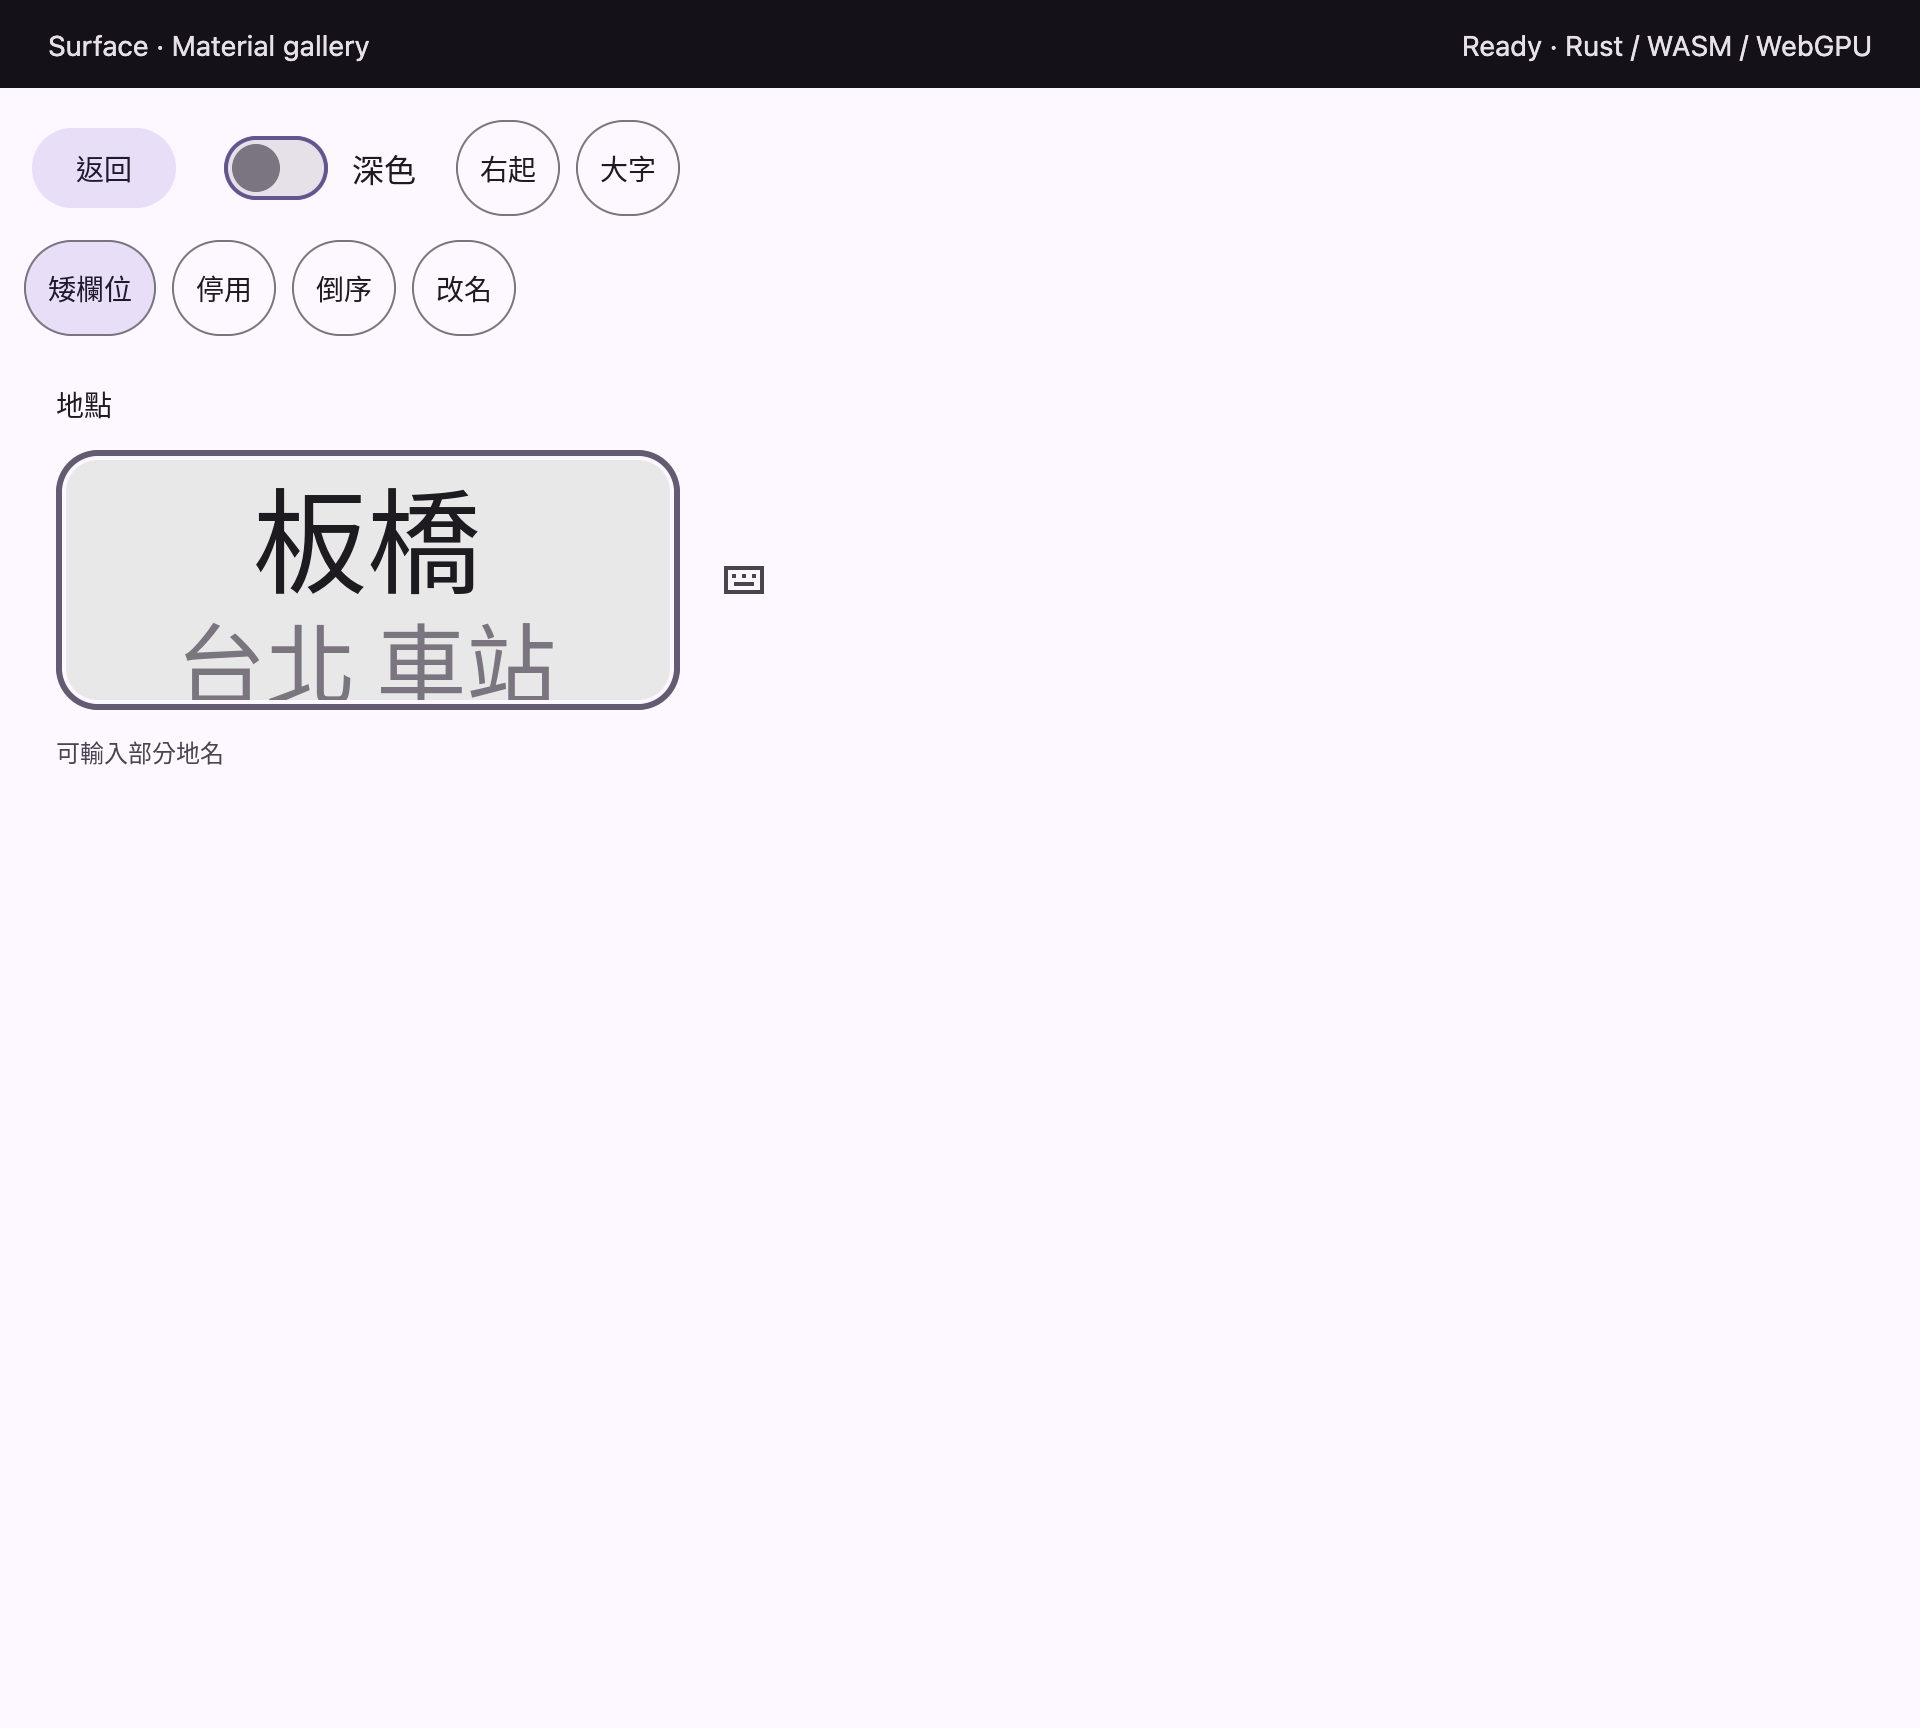 Surface · Material gallery
Ready · Rust / WASM / WebGPU
返回
深色
右起
大字
矮欄位
停用
倒序
改名
地點
板橋
台北 車站
可輸入部分地名